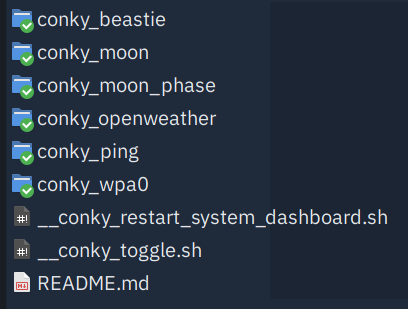 conky_beastie
conky_moon
conky_moon_phase
conky_openweather
conky_ping
conky_wpa0
__conky_restart_system_dashboard.sh
__conky_toggle.sh
README.md